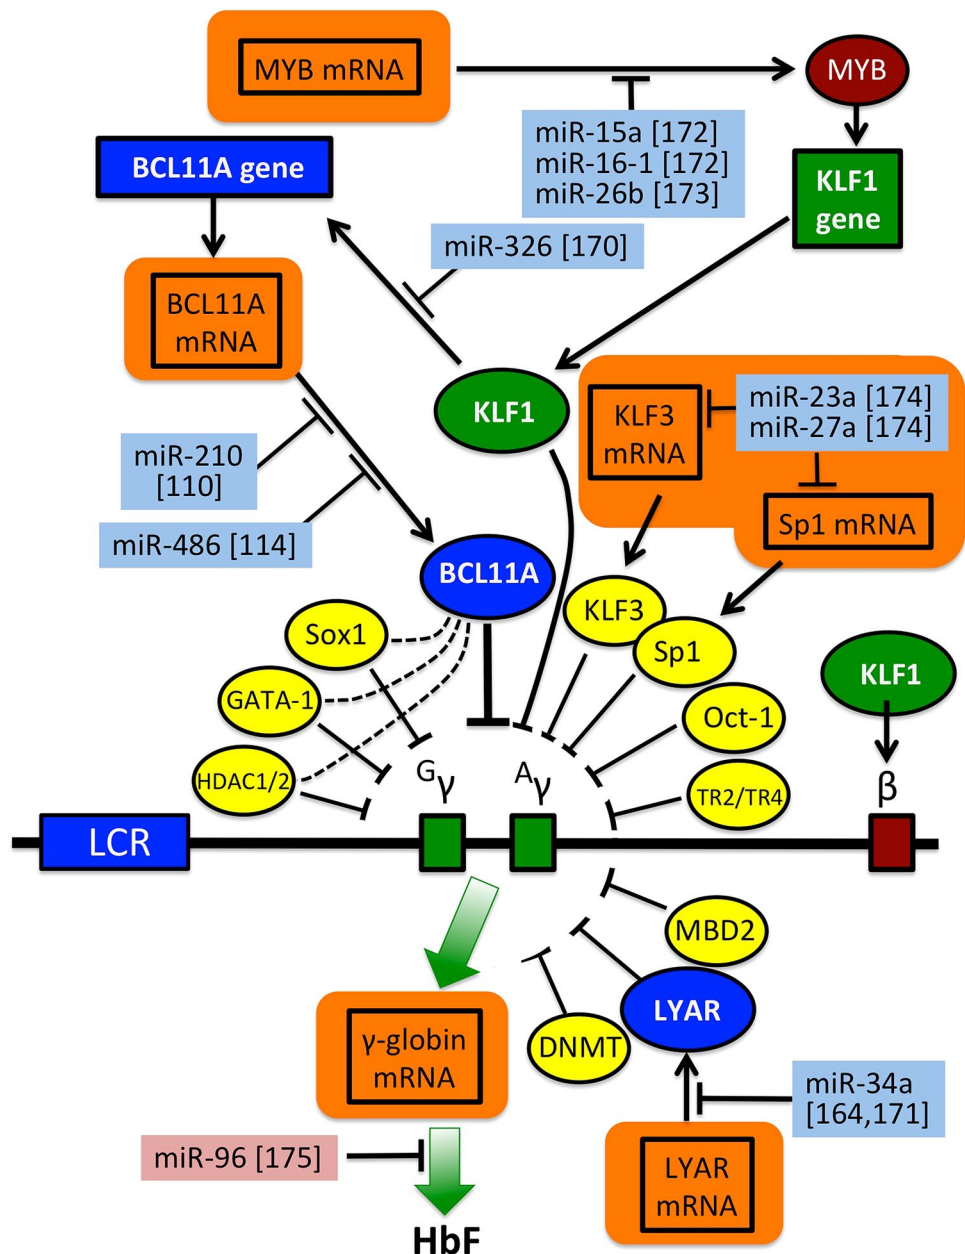 MYB mRNA
MYB
miR-15a [172]
miR-16-1 [172]
miR-26b [173]
BCL11A gene
KLF1
gene
miR-326 [170]
BCL11A
mRNA
KLF1
KLF3
mRNA
miR-23a [174]
miR-27a [174]
miR-210
[110]
Sp1 mRNA
miR-486 [114]
BCL11A
KLF3
Sox1
Sp1
KLF1
GATA-1
Oct-1
HDAC1/2
Gγ
Aγ
TR2/TR4
β
LCR
MBD2
LYAR
γ-globin
mRNA
DNMT
miR-34a
[164,171]
miR-96 [175]
LYAR
mRNA
HbF